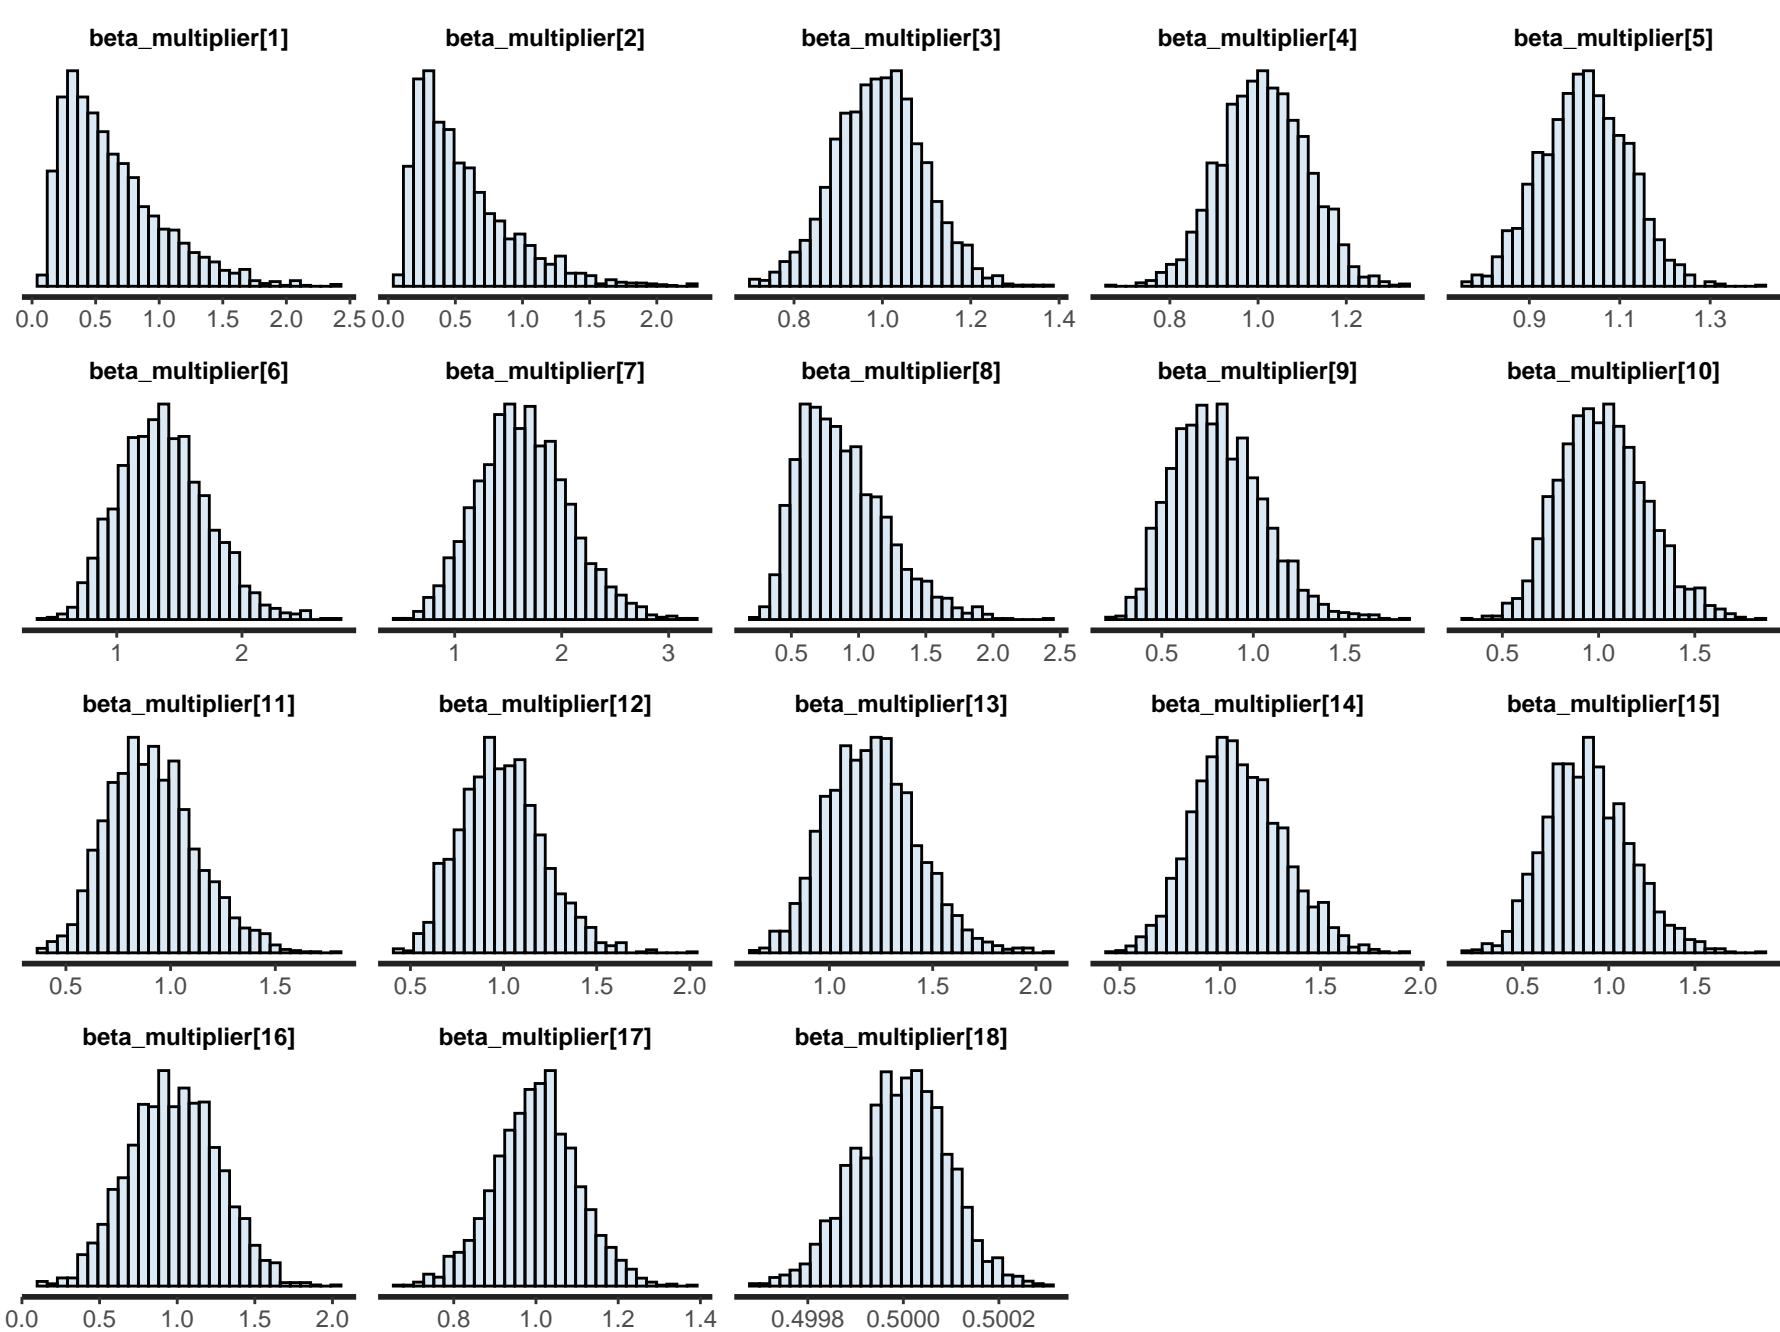 beta_multiplier[1] beta_multiplier[2] beta_multiplier[3] beta_multiplier[4] beta_multiplier[5]
0.0 0.5 1.0 1.5 2.0 2.5 0.0 0.5 1.0 1.5 2.0 0.8 1.0 1.2 1.4 0.8 1.0 1.2 0.9 1.1 1.3
beta_multiplier[6] beta_multiplier[7] beta_multiplier[8] beta_multiplier[9] beta_multiplier[10]
1 2 1 2 3 0.5 1.0 1.5 2.0 2.5 0.5 1.0 1.5 0.5 1.0 1.5
beta_multiplier[11] beta_multiplier[12] beta_multiplier[13] beta_multiplier[14] beta_multiplier[15]
0.5 1.0 1.5 0.5 1.0 1.5 2.0 1.0 1.5 2.0 0.5 1.0 1.5 2.0 0.5 1.0 1.5
beta_multiplier[16] beta_multiplier[17] beta_multiplier[18]
0.0 0.5 1.0 1.5 2.0 0.8 1.0 1.2 1.4 0.4998 0.5000 0.5002